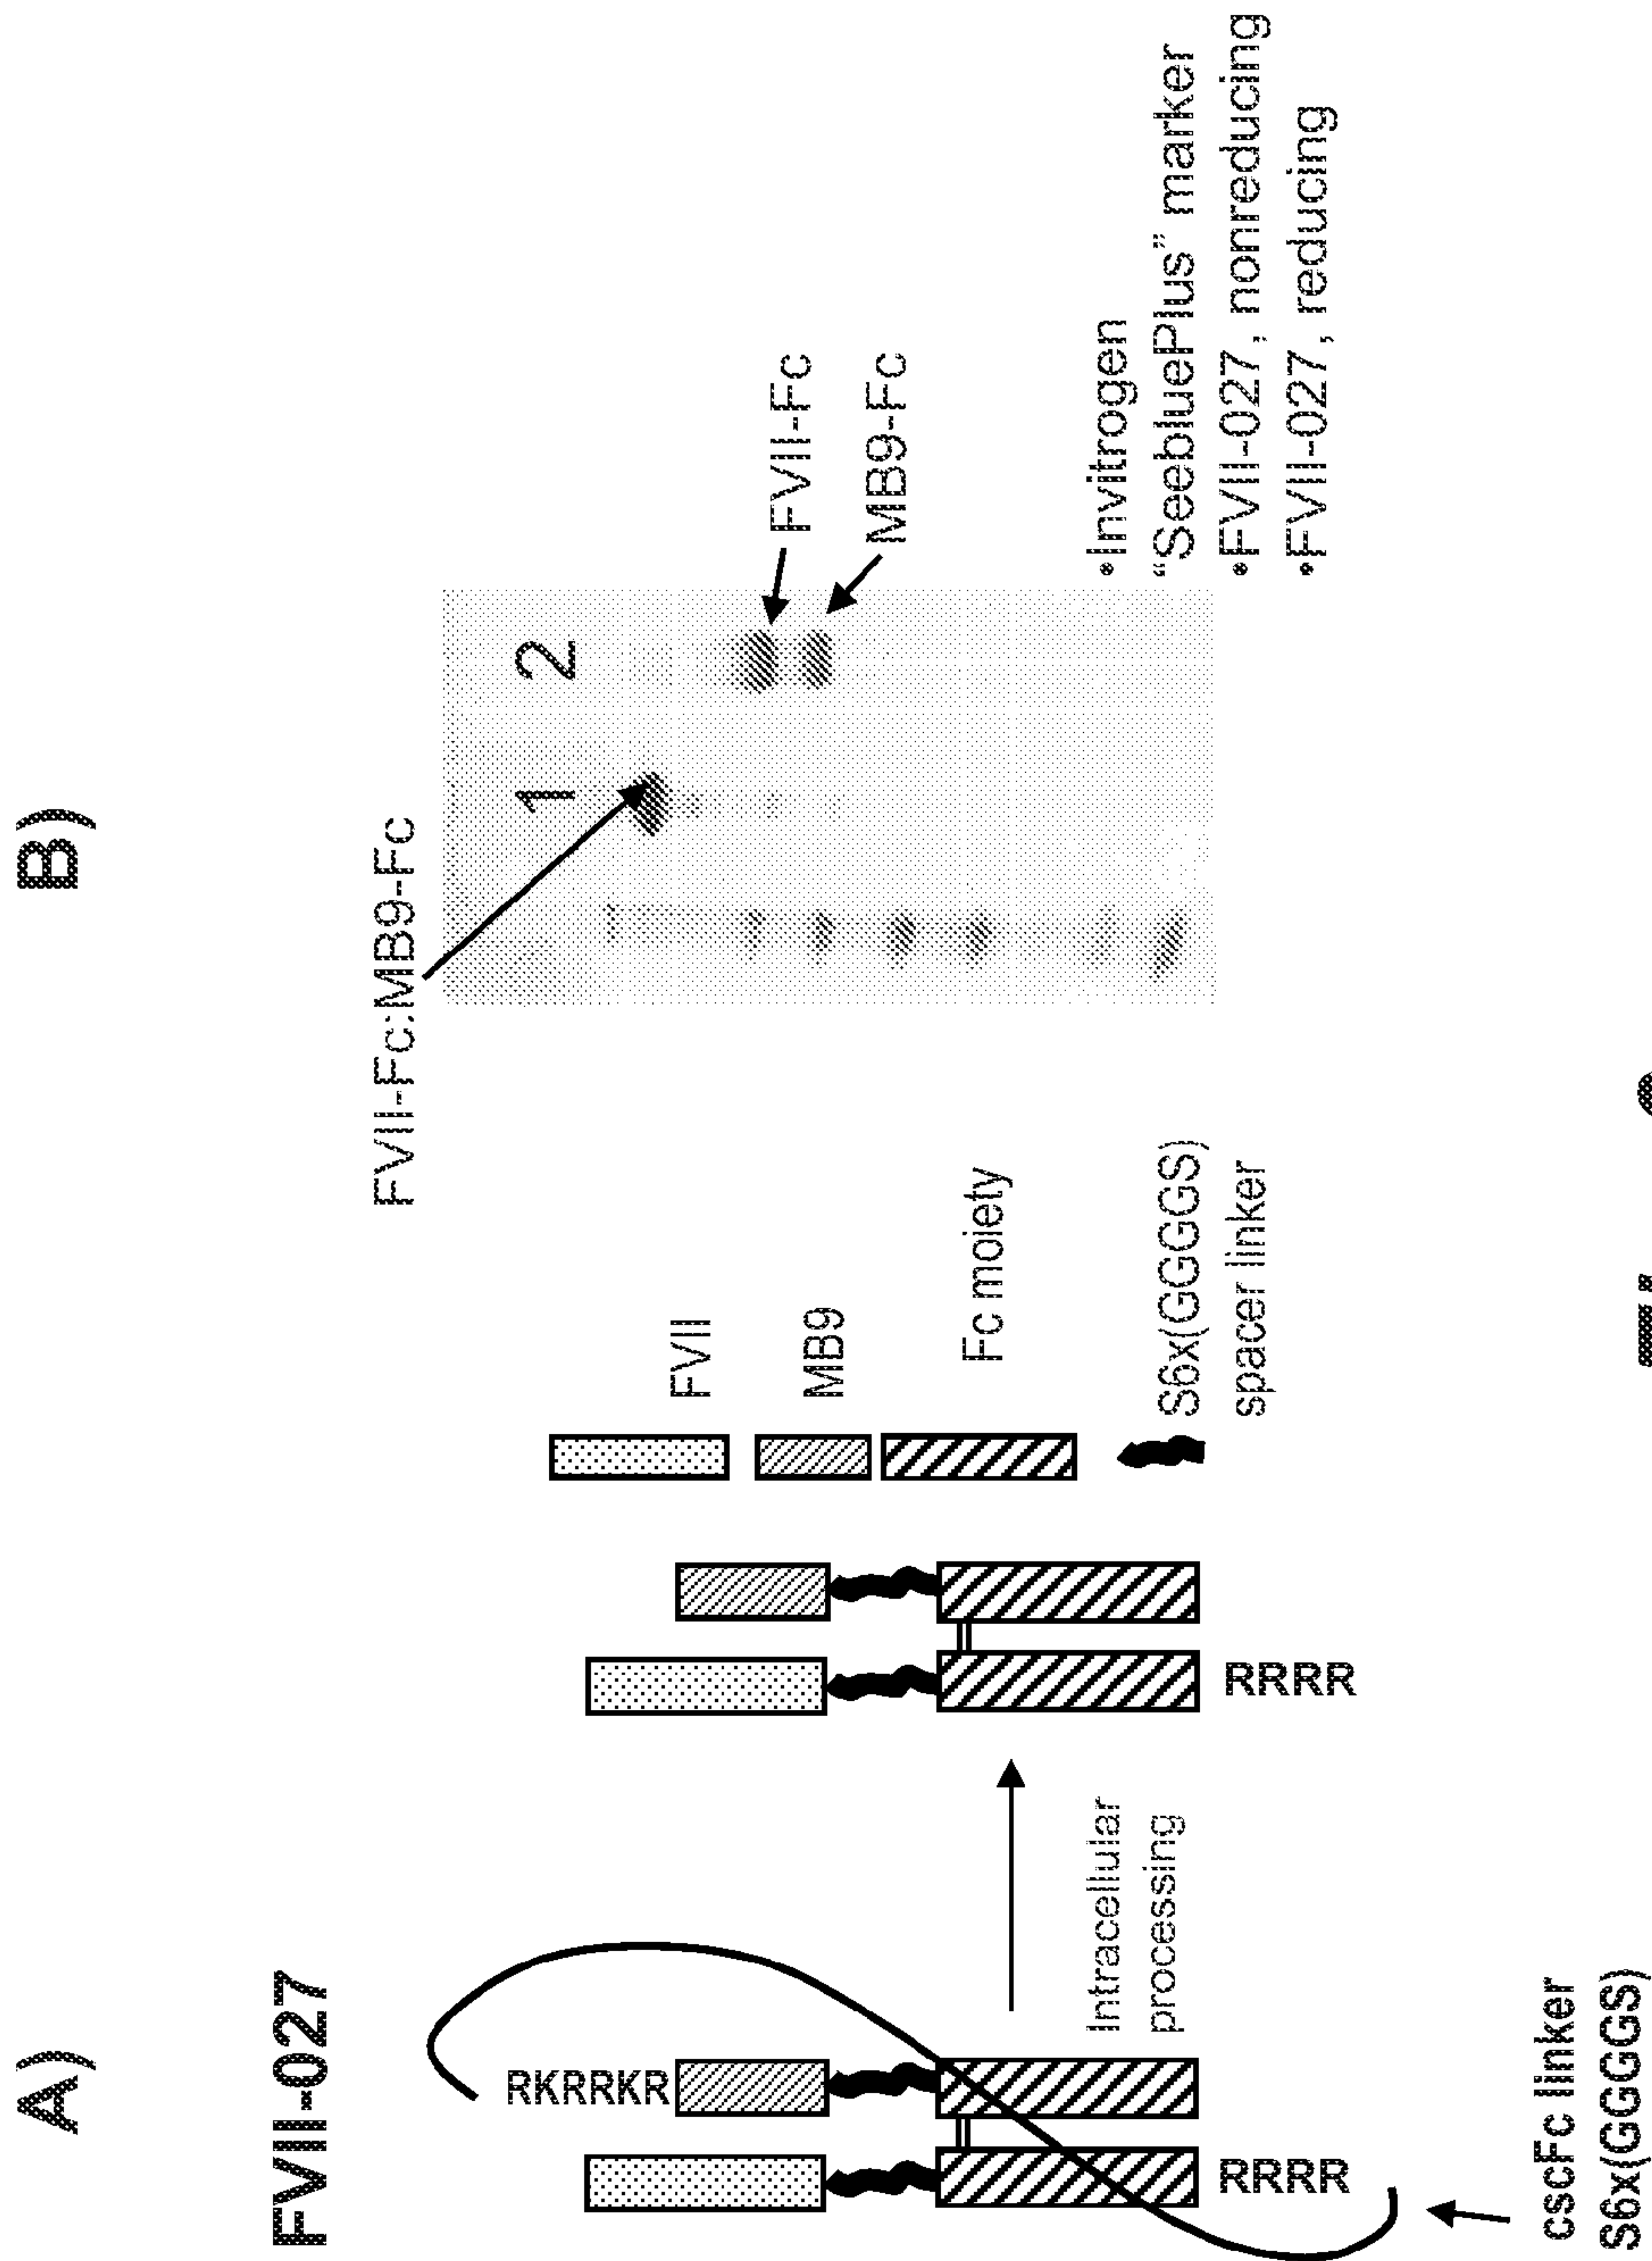 A)
B)
FVII-027
RKRRKR
RRRR
cscFc linker
S6x(GGGGS)
Intracellular
processing
RRRR
FVII
MB9
Fc moiety
S6x(GGGGS)
spacer linker
FVII-Fc:MB9-Fc
1
2
FVII-Fc
MB9-Fc
•Invitrogen
“SeebluePlus” marker
•FVII-027, nonreducing
•FVII-027, reducing